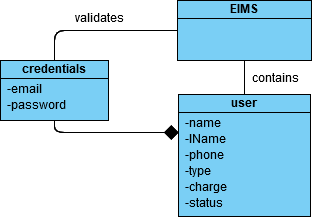 EIMS
validates
credentials
-email
-password
contains
user
-name
-lName
-phone
-type
-charge
-status